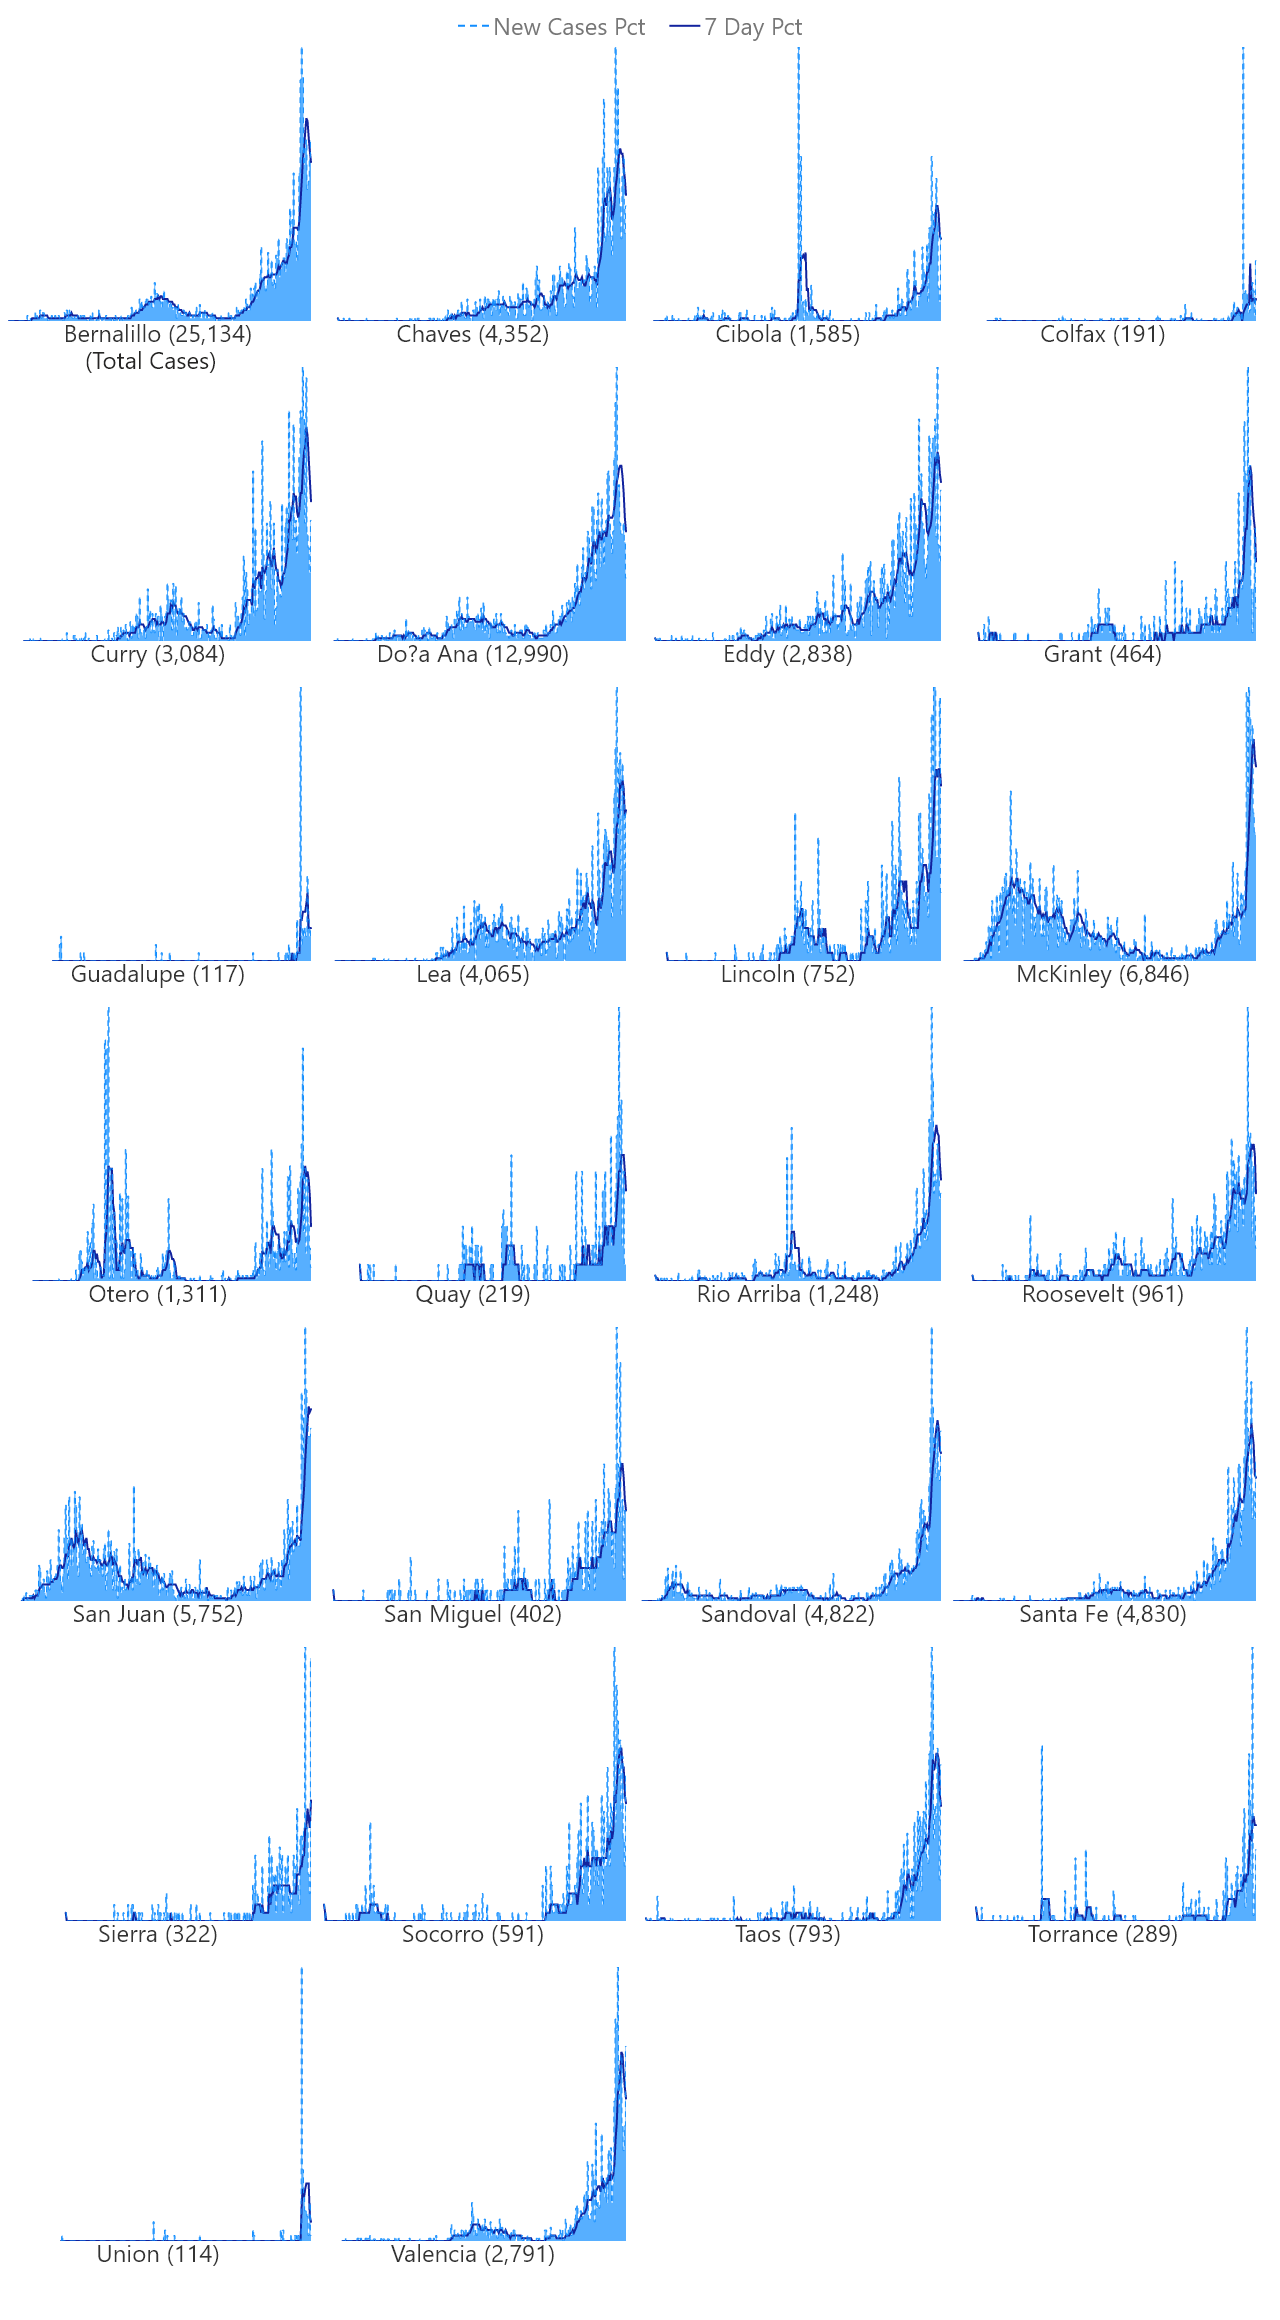 New Cases Pct 7 Day Pct
Bernalillo (25,134) Chaves (4,352) Cibola (1,585) Colfax (191)
(Total Cases)
Curry (3,084) Do?a Ana (12,990) Eddy (2,838) Grant (464)
Guadalupe (117) Lea (4,065) Lincoln (752) McKinley (6,846)
Otero (1,311) Quay (219) Rio Arriba (1,248) Roosevelt (961)
San Juan (5,752) San Miguel (402) Sandoval (4,822) Santa Fe (4,830)
Sierra (322) Socorro (591) Taos (793) Torrance (289)
Union (114) Valencia (2,791)